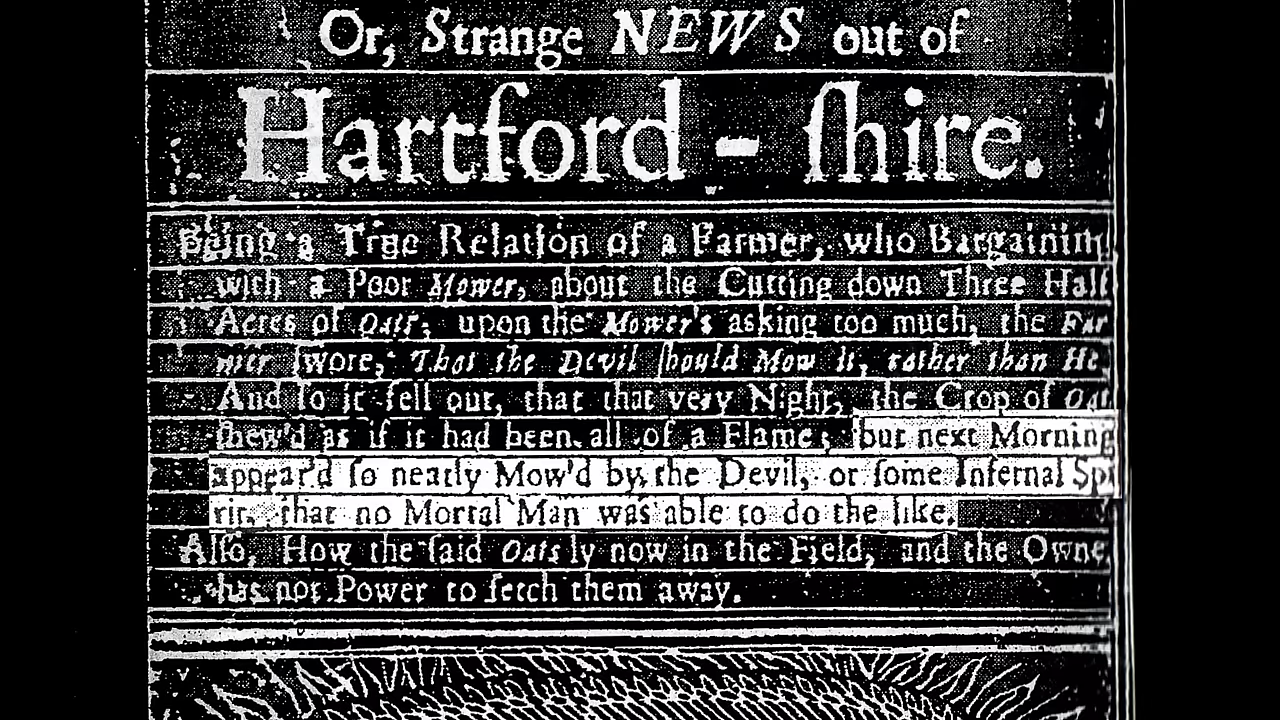 Or, Strange NEWS out of
Hartford - ſhire.
Being a True Relation of a Farmer, who Bargaining
with a Poor Mower, about the Cutting down Three Half
Acres of Oats; upon the Mower's asking too much, the Far
mer ſwore, That the Devil ſhould Mow it, rather than He.
And ſo it fell out, that that very Night, the Crop of Oat
ſhew'd as if it had been all of a Flame; but next Morning
appear'd ſo neatly Mow'd by the Devil, or ſome Infernal Spi
rit, that no Mortal Man was able to do the like.
Alſo, How the ſaid Oats ly now in the Field, and the Owne
has not Power to fetch them away.